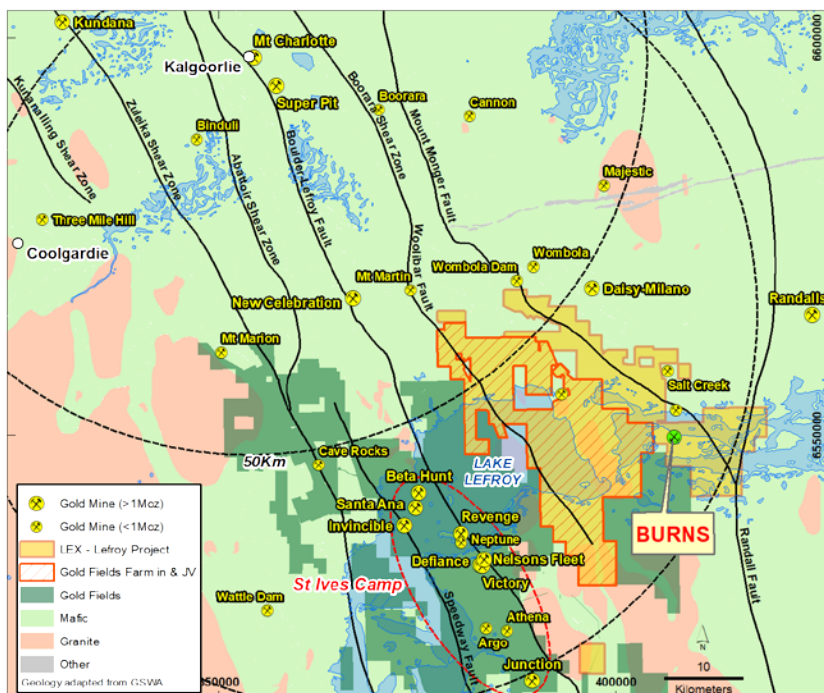 Kundana
Mt Charlotte
Kalgoorlie
Super Pit
Boorara
Cannon
Binduli
Kunanalling Shear Zone
Zuleika Shear Zone
Abattoir Shear Zone
Boulder Lefroy Fault
Boorara Shear Zone
Mount Monger Fault
Majestic
Three Mile Hill
Coolgardie
Woolibar Fault
Wombola
Wombola Dam
Mt Martin
Daisy-Milano
New Celebration
Randalls
Mt Marion
Salt Creek
6600000
6550000
50Km
Cave Rocks
LAKE
LEFROY
Beta Hunt
Santa Ana
Invincible
Revenge
Neptune
BURNS
Defiance
Nelsons Fleet
Victory
St Ives Camp
Randall Fault
Speedway Fault
Wattle Dam
Athena
Argo
Junction
Gold Mine (>1Moz)
Gold Mine (<1Moz)
LEX - Lefroy Project
Gold Fields Farm in & JV
Gold Fields
Mafic
Granite
Other
Geology adapted from GSWA
400000
N
10
Kilometers